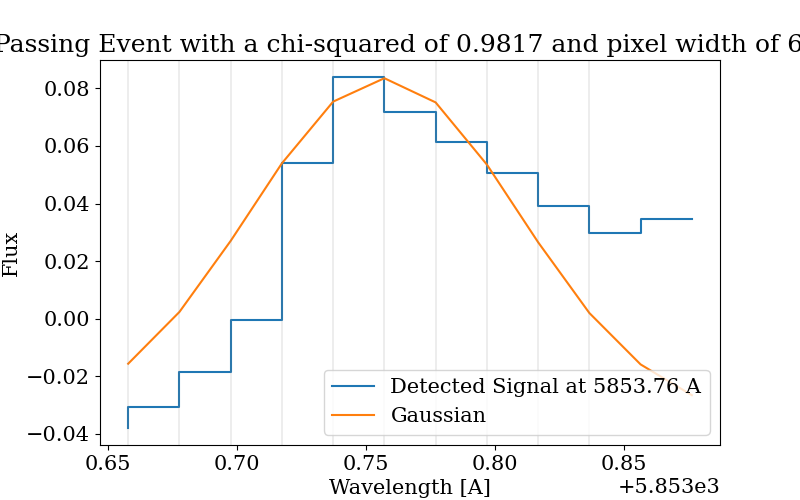 Passing Event with a chi-squared of 0.9817 and pixel width of 6
Flux
0.08
0.06
0.04
0.02
0.00
−0.02
−0.04
Detected Signal at 5853.76 A
Gaussian
0.65
0.70
0.75
0.80
0.85
+5.853e3
Wavelength [A]